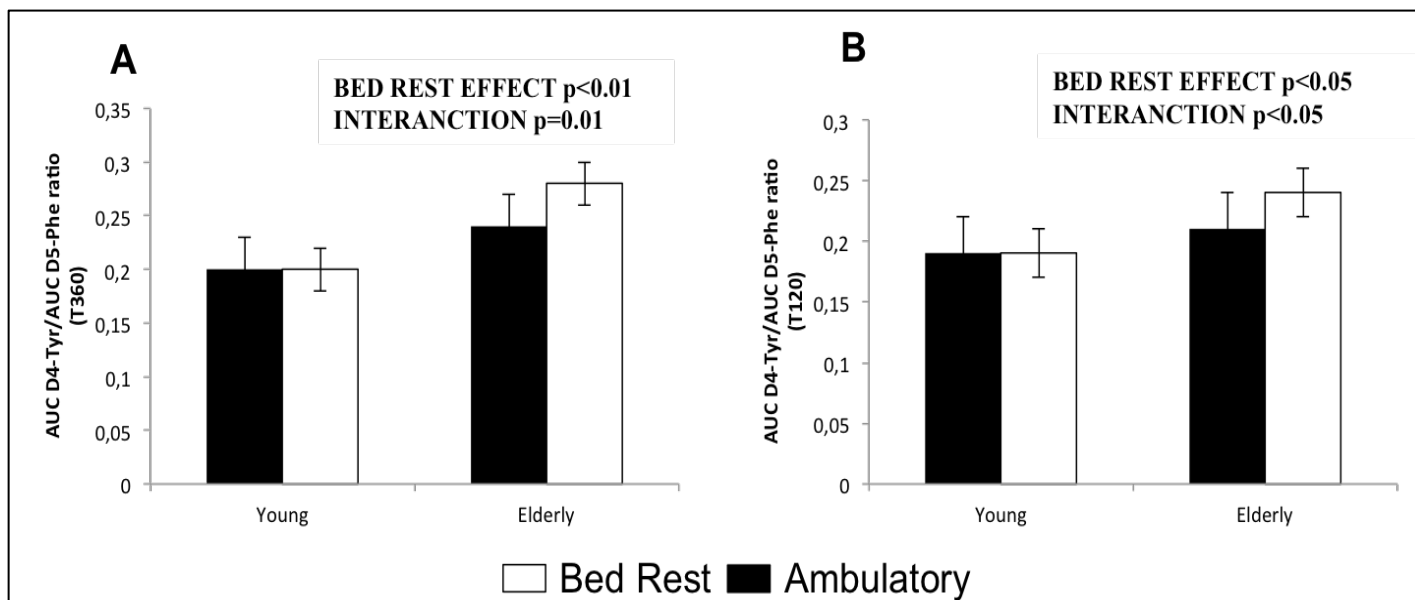 A
BED REST EFFECT p<0.01
INTERANCTION p=0.01
AUC D4-Tyr/AUC D5-Phe ratio
(T360)
0,35
0,3
0,25
0,2
0,15
0,1
0,05
0
Young Elderly
B
BED REST EFFECT p<0.05
INTERANCTION p<0.05
AUC D4-Tyr/AUC D5-Phe ratio
(T120)
0,3
0,25
0,2
0,15
0,1
0,05
0
Young Elderly
Bed Rest Ambulatory